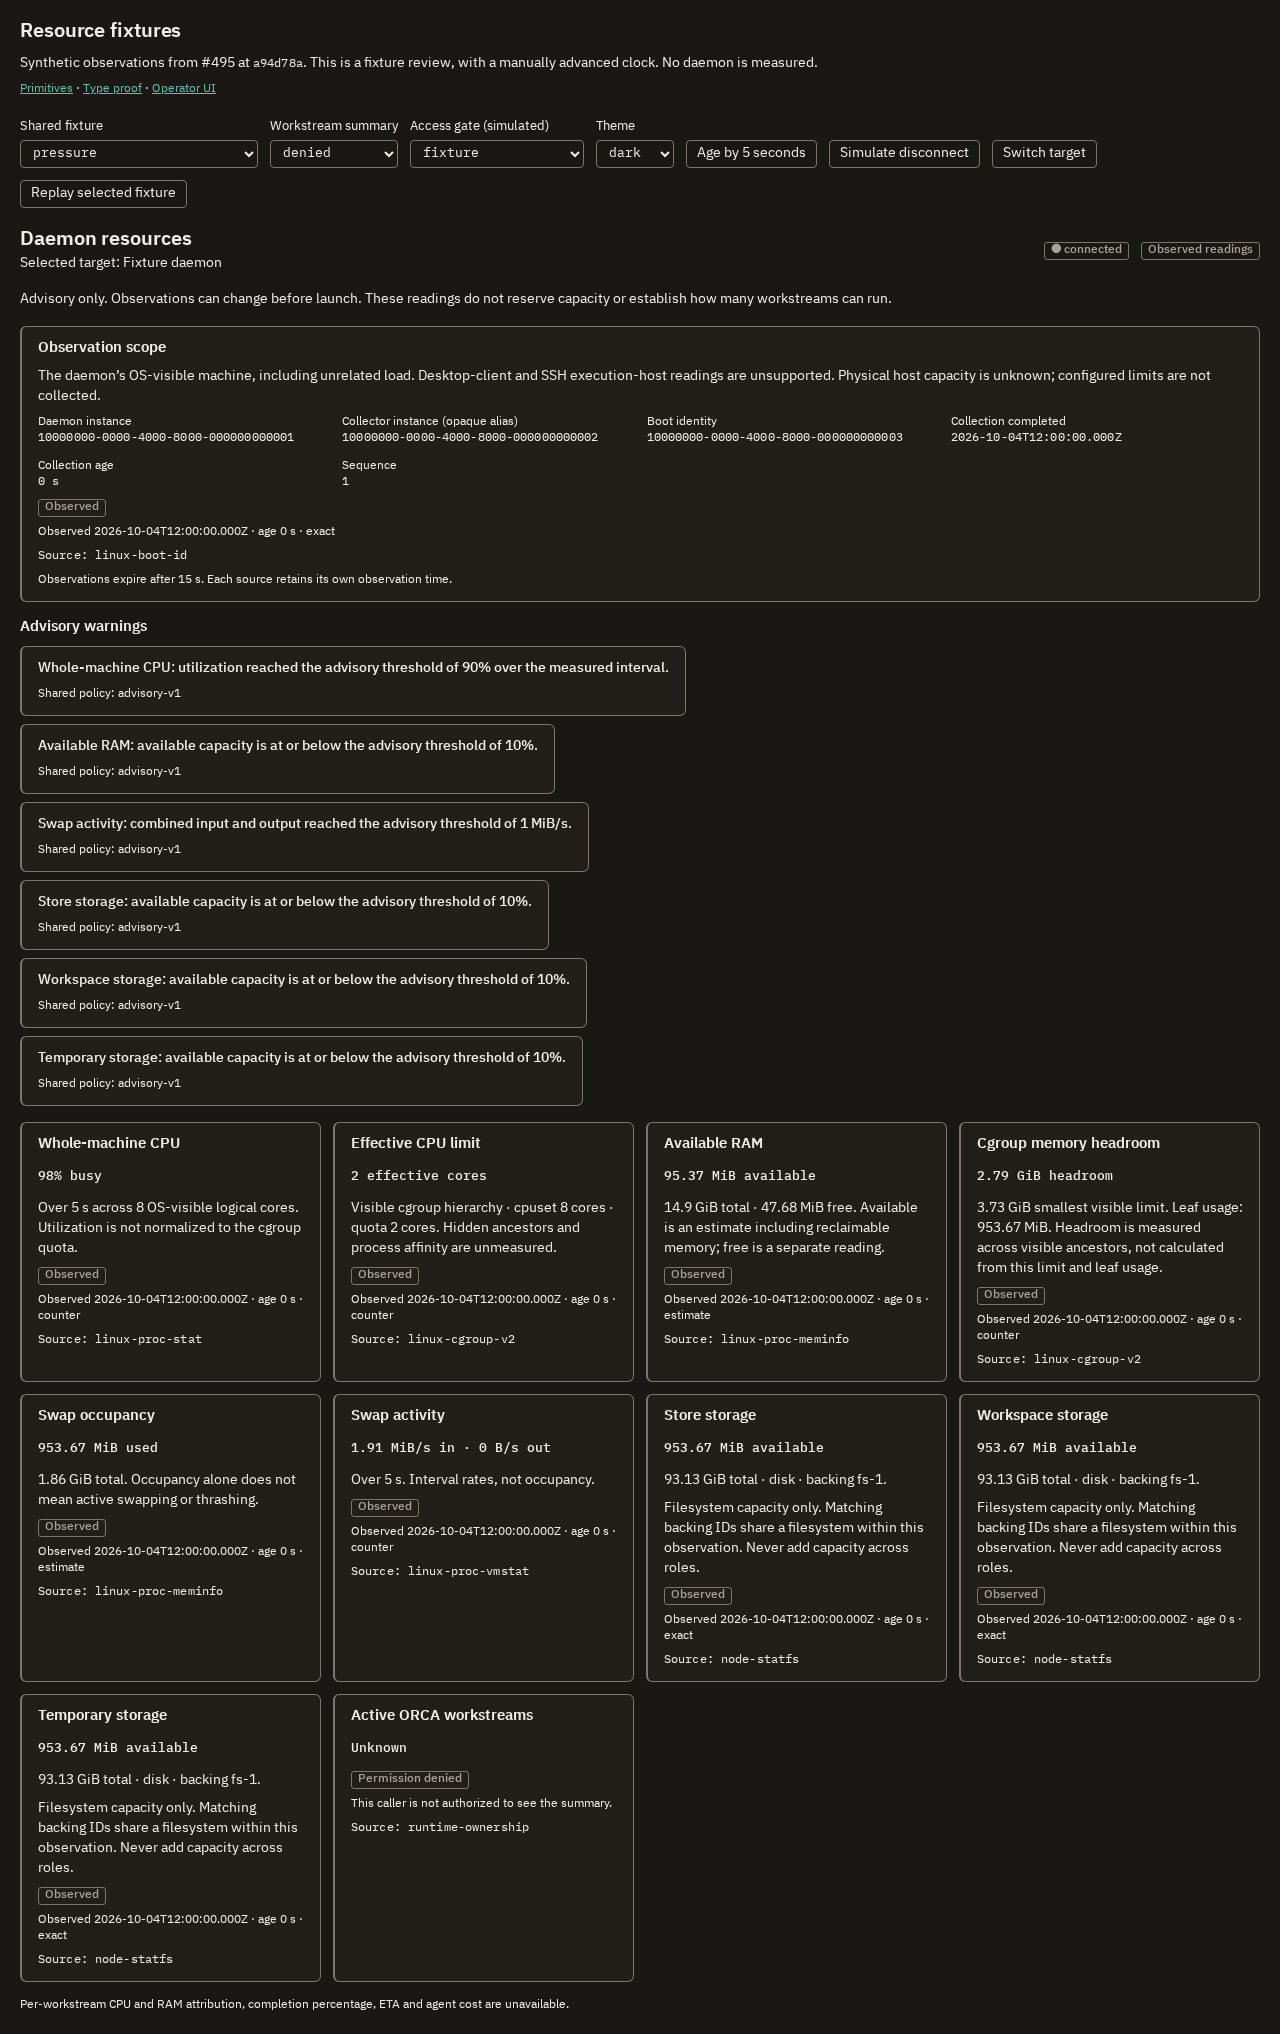 Resource fixtures
Synthetic observations from #495 at a94d78a. This is a fixture review, with a manually advanced clock. No daemon is measured.
Primitives · Type proof · Operator UI
Shared fixture
Workstream summary
Access gate (simulated)
Theme
pressure
denied
fixture
dark
Age by 5 seconds
Simulate disconnect
Switch target
Replay selected fixture
Daemon resources
connected
Observed readings
Selected target: Fixture daemon
Advisory only. Observations can change before launch. These readings do not reserve capacity or establish how many workstreams can run.
Observation scope
The daemon’s OS-visible machine, including unrelated load. Desktop-client and SSH execution-host readings are unsupported. Physical host capacity is unknown; configured limits are not
collected.
Daemon instance
10000000-0000-4000-8000-000000000001
Collector instance (opaque alias)
10000000-0000-4000-8000-000000000002
Boot identity
10000000-0000-4000-8000-000000000003
Collection completed
2026-10-04T12:00:00.000Z
Collection age
0 s
Sequence
1
Observed
Observed 2026-10-04T12:00:00.000Z · age 0 s · exact
Source: linux-boot-id
Observations expire after 15 s. Each source retains its own observation time.
Advisory warnings
Whole-machine CPU: utilization reached the advisory threshold of 90% over the measured interval.
Shared policy: advisory-v1
Available RAM: available capacity is at or below the advisory threshold of 10%.
Shared policy: advisory-v1
Swap activity: combined input and output reached the advisory threshold of 1 MiB/s.
Shared policy: advisory-v1
Store storage: available capacity is at or below the advisory threshold of 10%.
Shared policy: advisory-v1
Workspace storage: available capacity is at or below the advisory threshold of 10%.
Shared policy: advisory-v1
Temporary storage: available capacity is at or below the advisory threshold of 10%.
Shared policy: advisory-v1
Whole-machine CPU
98% busy
Over 5 s across 8 OS-visible logical cores.
Utilization is not normalized to the cgroup
quota.
Observed
Observed 2026-10-04T12:00:00.000Z · age 0 s ·
counter
Source: linux-proc-stat
Effective CPU limit
2 effective cores
Visible cgroup hierarchy · cpuset 8 cores ·
quota 2 cores. Hidden ancestors and
process affinity are unmeasured.
Observed
Observed 2026-10-04T12:00:00.000Z · age 0 s ·
counter
Source: linux-cgroup-v2
Available RAM
95.37 MiB available
14.9 GiB total · 47.68 MiB free. Available
is an estimate including reclaimable
memory; free is a separate reading.
Observed
Observed 2026-10-04T12:00:00.000Z · age 0 s ·
estimate
Source: linux-proc-meminfo
Cgroup memory headroom
2.79 GiB headroom
3.73 GiB smallest visible limit. Leaf usage:
953.67 MiB. Headroom is measured
across visible ancestors, not calculated
from this limit and leaf usage.
Observed
Observed 2026-10-04T12:00:00.000Z · age 0 s ·
counter
Source: linux-cgroup-v2
Swap occupancy
953.67 MiB used
1.86 GiB total. Occupancy alone does not
mean active swapping or thrashing.
Observed
Observed 2026-10-04T12:00:00.000Z · age 0 s ·
estimate
Source: linux-proc-meminfo
Swap activity
1.91 MiB/s in · 0 B/s out
Over 5 s. Interval rates, not occupancy.
Observed
Observed 2026-10-04T12:00:00.000Z · age 0 s ·
counter
Source: linux-proc-vmstat
Store storage
953.67 MiB available
93.13 GiB total · disk · backing fs-1.
Filesystem capacity only. Matching
backing IDs share a filesystem within this
observation. Never add capacity across
roles.
Observed
Observed 2026-10-04T12:00:00.000Z · age 0 s ·
exact
Source: node-statfs
Workspace storage
953.67 MiB available
93.13 GiB total · disk · backing fs-1.
Filesystem capacity only. Matching
backing IDs share a filesystem within this
observation. Never add capacity across
roles.
Observed
Observed 2026-10-04T12:00:00.000Z · age 0 s ·
exact
Source: node-statfs
Temporary storage
953.67 MiB available
93.13 GiB total · disk · backing fs-1.
Filesystem capacity only. Matching
backing IDs share a filesystem within this
observation. Never add capacity across
roles.
Observed
Observed 2026-10-04T12:00:00.000Z · age 0 s ·
exact
Source: node-statfs
Active ORCA workstreams
Unknown
Permission denied
This caller is not authorized to see the summary.
Source: runtime-ownership
Per-workstream CPU and RAM attribution, completion percentage, ETA and agent cost are unavailable.